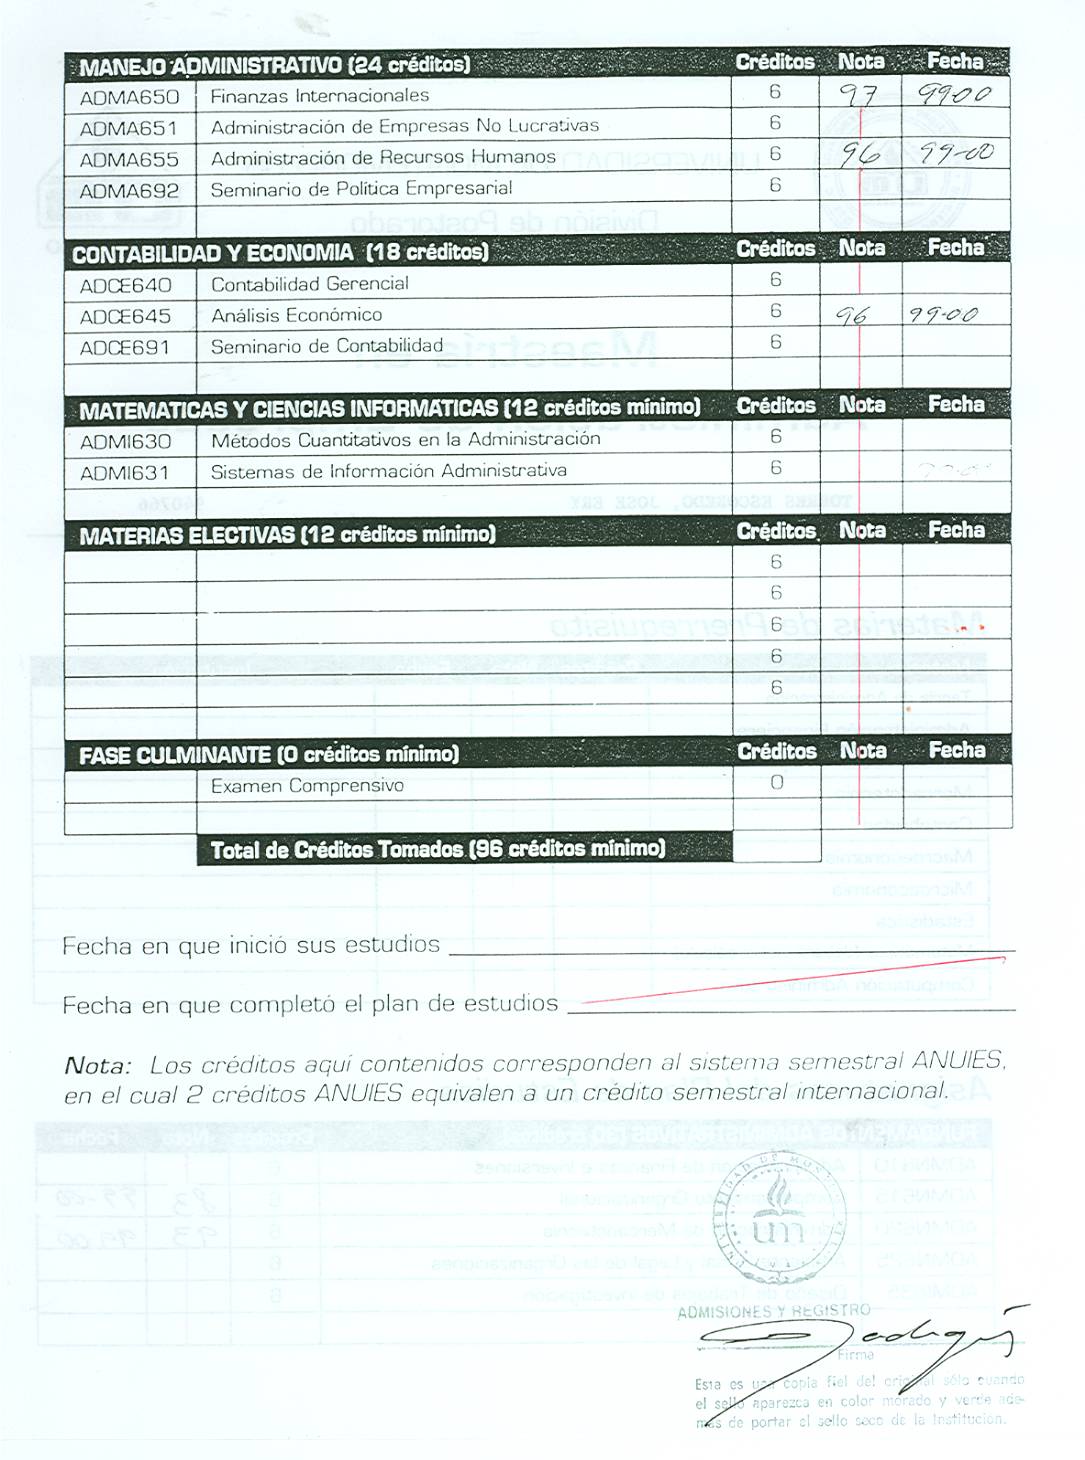 MANEJO ADMINISTRATIVO (24 créditos) Créditos Nota Fecha
ADMA650 Finanzas Internacionales 6 97 99-00
ADMA651 Administración de Empresas No Lucrativas 6
ADMA655 Administración de Recursos Humanos 6 96 99-00
ADMA692 Seminario de Política Empresarial 6
CONTABILIDAD Y ECONOMIA (18 créditos) Créditos Nota Fecha
ADCE640 Contabilidad Gerencial 6
ADCE645 Análisis Económico 6 96 99-00
ADCE691 Seminario de Contabilidad 6
MATEMATICAS Y CIENCIAS INFORMÁTICAS (12 créditos mínimo) Créditos Nota Fecha
ADMI630 Métodos Cuantitativos en la Administración 6
ADMI631 Sistemas de Información Administrativa 6
MATERIAS ELECTIVAS (12 créditos mínimo) Créditos Nota Fecha
6
6
6
6
6
FASE CULMINANTE (0 créditos mínimo) Créditos Nota Fecha
Examen Comprensivo 0
Total de Créditos Tomados (96 créditos mínimo)
Fecha en que inició sus estudios
Fecha en que completó el plan de estudios
Nota: Los créditos aquí contenidos corresponden al sistema semestral ANUIES,
en el cual 2 créditos ANUIES equivalen a un crédito semestral internacional.
um
ADMISIONES Y REGISTRO
Firma
Esta es una copia fiel del original sólo cuando
el sello aparezca en color morado y verde ade-
más de portar el sello seco de la Institución.